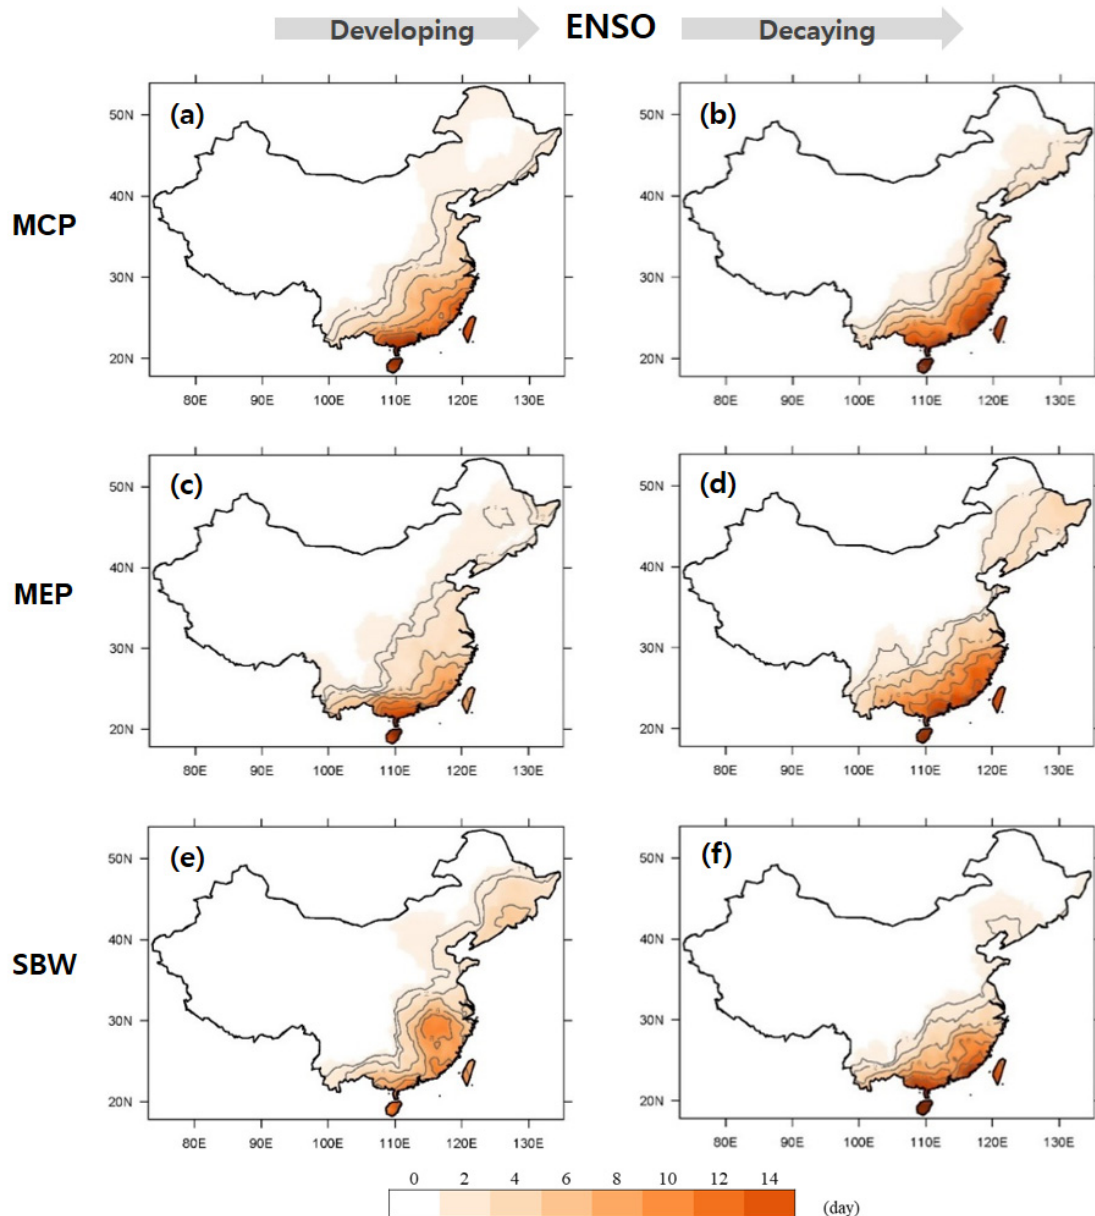 Developing ENSO Decaying
(a) (b)
50N 50N
40N 40N
MCP
30N 30N
20N 20N
80E 90E 100E 110E 120E 130E 80E 90E 100E 110E 120E 130E
(c) (d)
50N 50N
40N 40N
MEP
30N 30N
20N 20N
80E 90E 100E 110E 120E 130E 80E 90E 100E 110E 120E 130E
(e) (f)
50N 50N
40N 40N
SBW
30N 30N
20N 20N
80E 90E 100E 110E 120E 130E 80E 90E 100E 110E 120E 130E
0 2 4 6 8 10 12 14
(day)